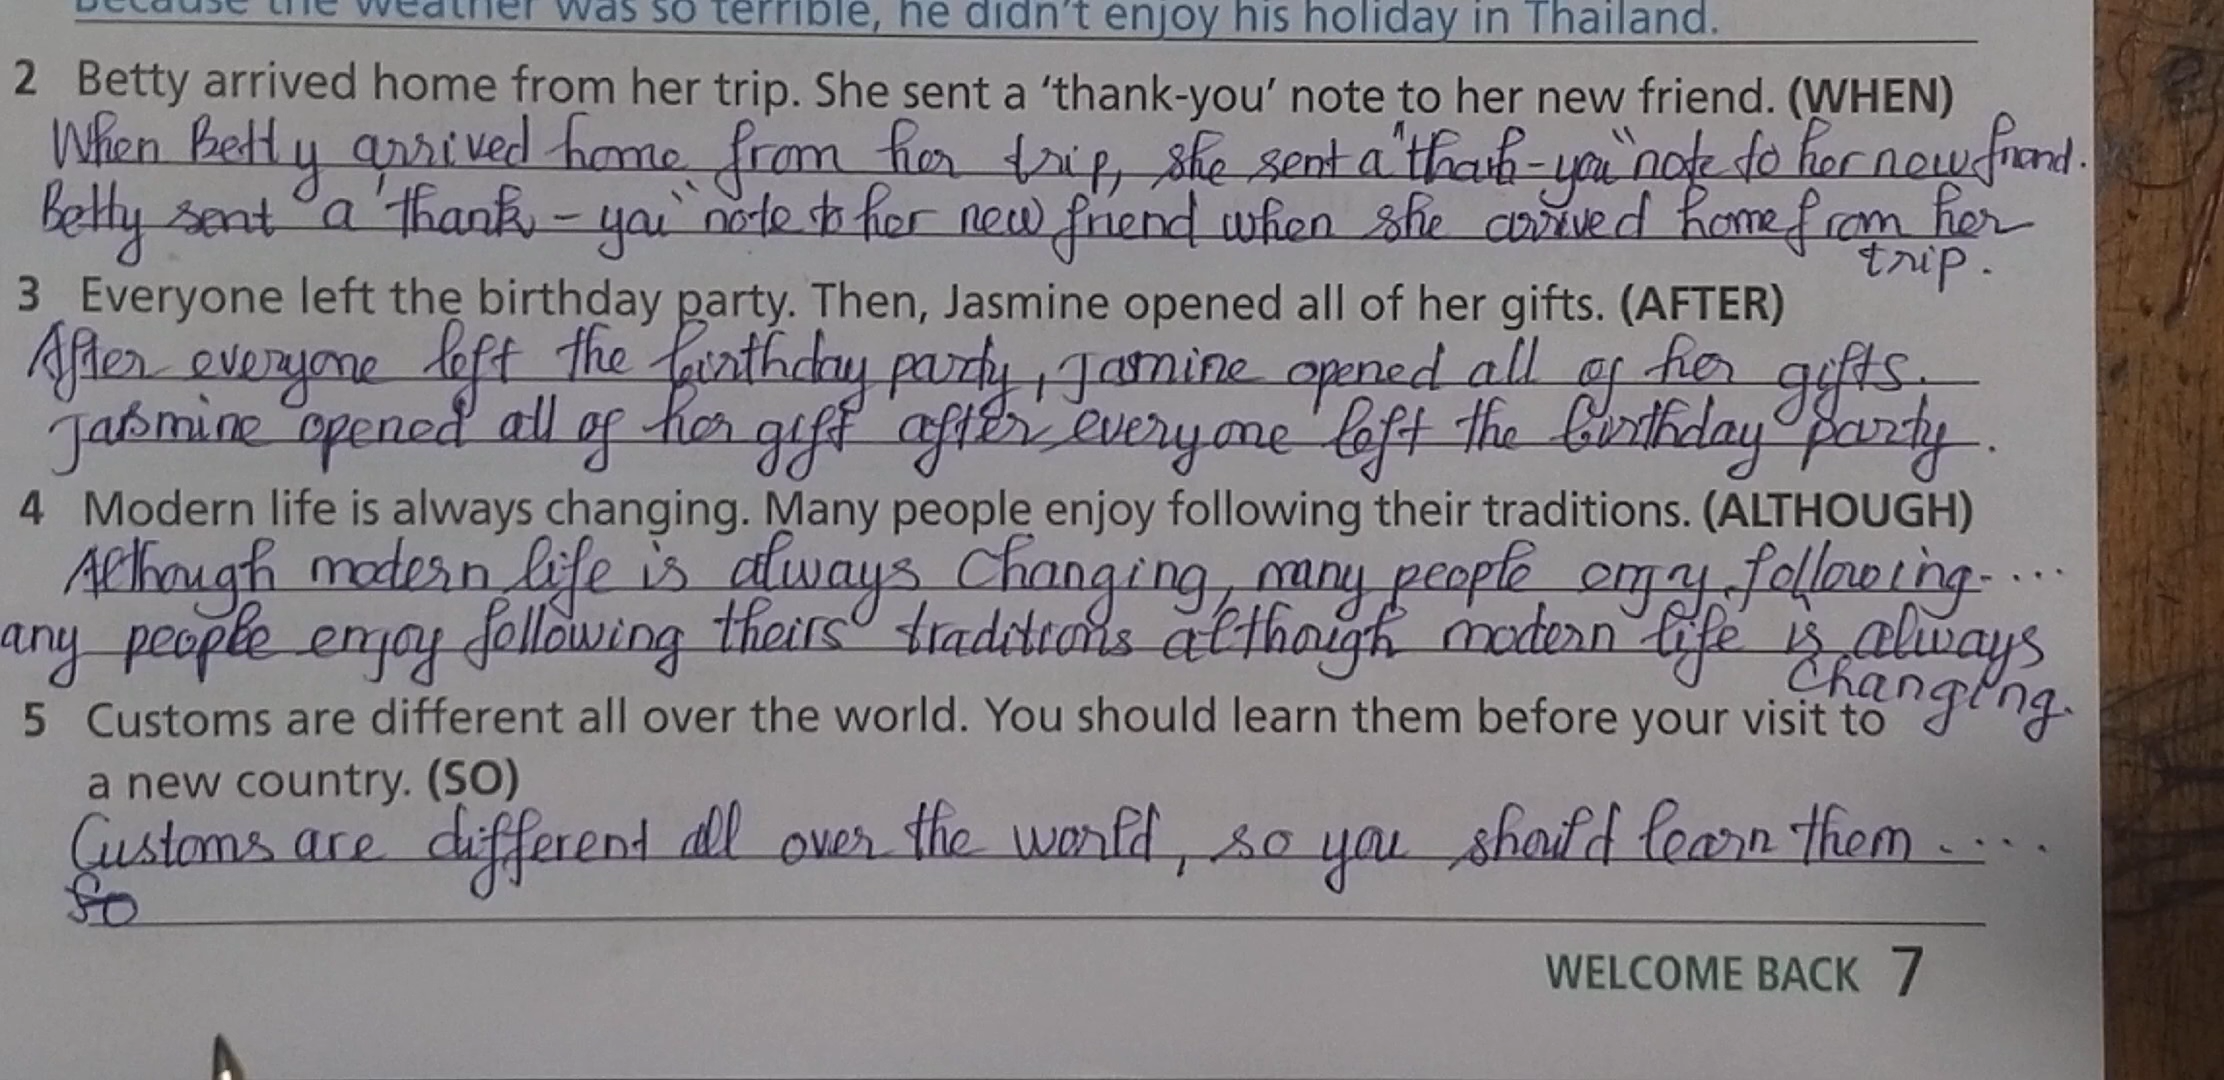 Because the weather was so terrible, he didn't enjoy his holiday in Thailand.
2 Betty arrived home from her trip. She sent a ‘thank-you’ note to her new friend. (WHEN)
When Betty arrived home from her trip, she sent a "thank-you" note to her new friend.
Betty sent a "thank-you" note to her new friend when she arrived home from her
trip.
3 Everyone left the birthday party. Then, Jasmine opened all of her gifts. (AFTER)
After everyone left the birthday party, Jasmine opened all of her gifts.
Jasmine opened all of her gift after everyone left the birthday party.
4 Modern life is always changing. Many people enjoy following their traditions. (ALTHOUGH)
Although modern life is always changing, many people enjoy following....
any people enjoy following theirs traditions although modern life is always
changing.
5 Customs are different all over the world. You should learn them before your visit to
a new country. (SO)
Customs are different all over the world, so you should learn them ....
So
WELCOME BACK 7